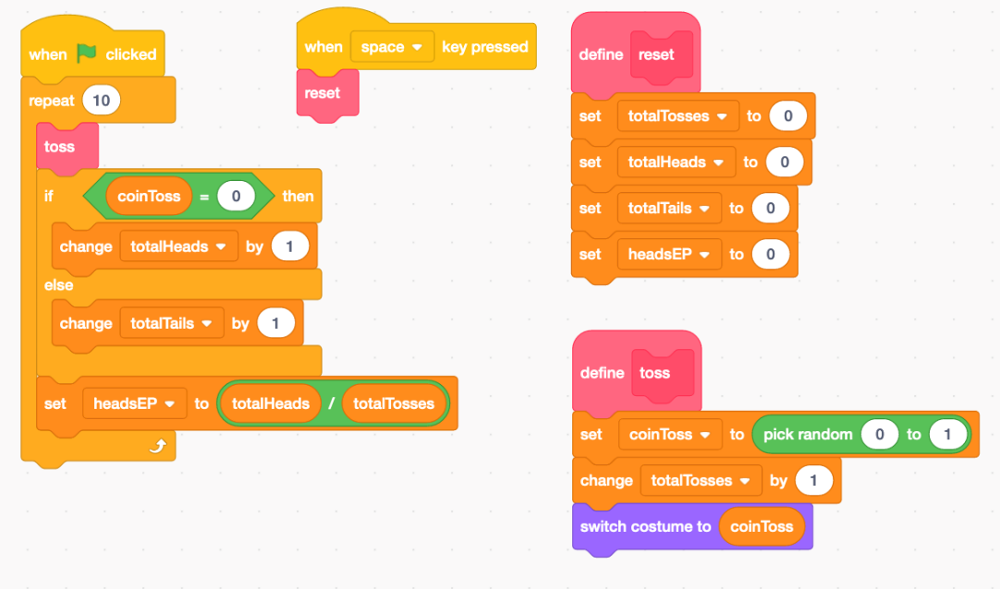 when clicked
repeat 10
toss
if coinToss = 0 then
change totalHeads by 1
else
change totalTails by 1
set headsEP to totalHeads / totalTosses
when space key pressed
reset
define reset
set totalTosses to 0
set totalHeads to 0
set totalTails to 0
set headsEP to 0
define toss
set coinToss to pick random 0 to 1
change totalTosses by 1
switch costume to coinToss